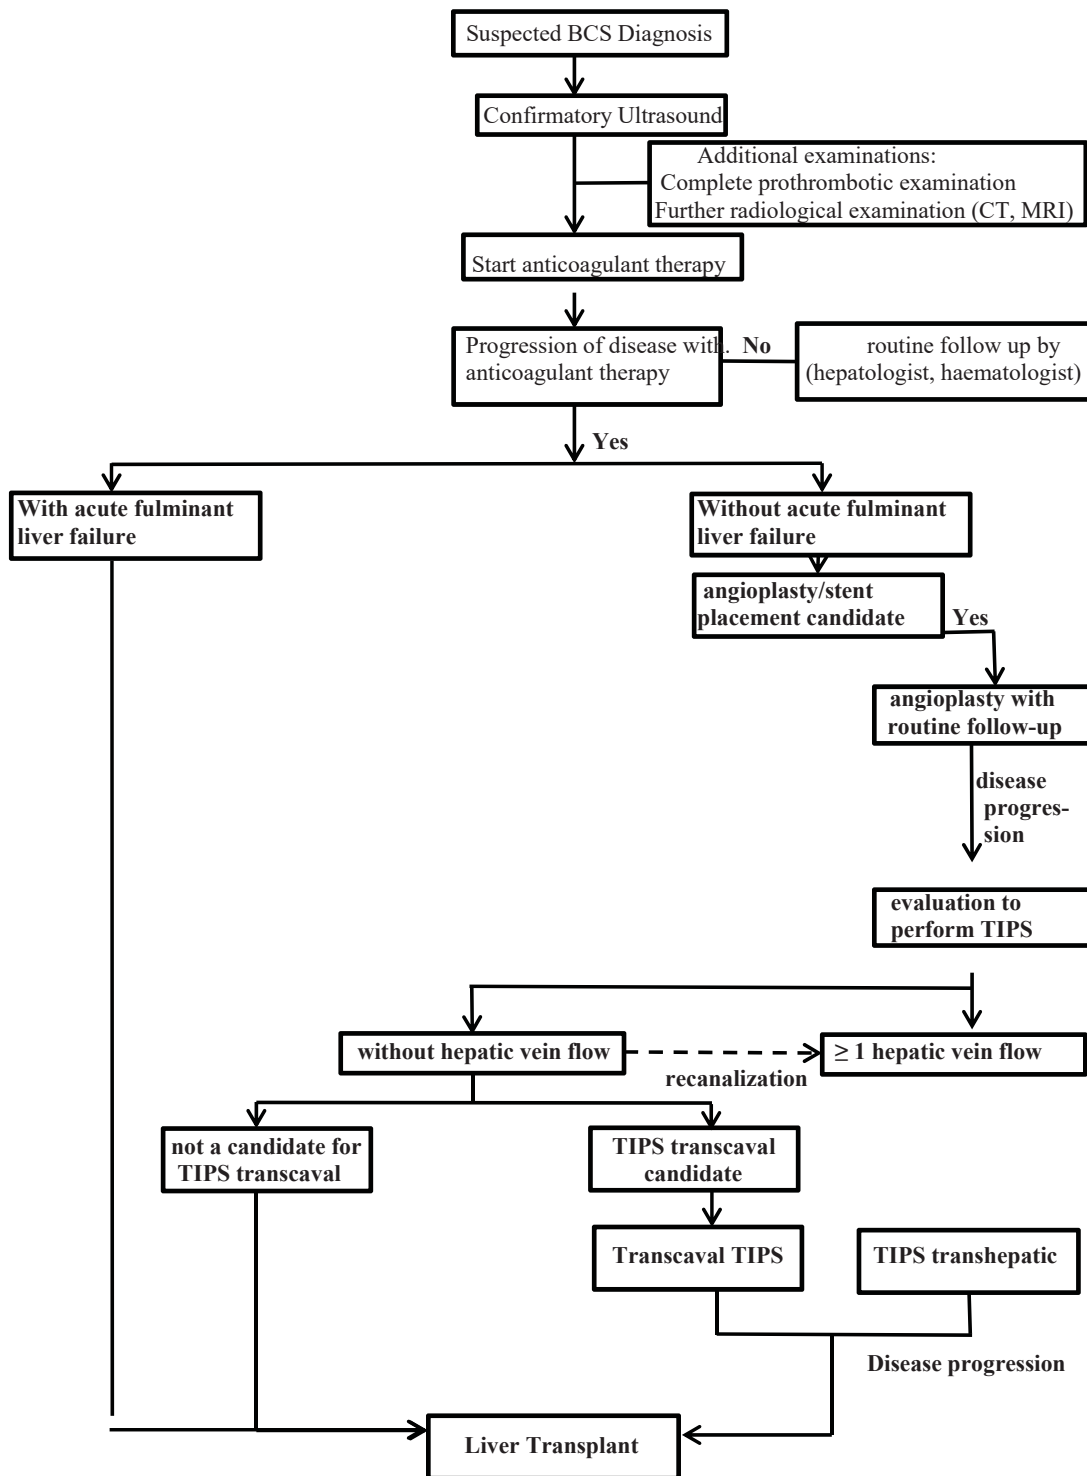 Suspected BCS Diagnosis
Confirmatory Ultrasound
Additional examinations:
Complete prothrombotic examination
Further radiological examination (CT, MRI)
Start anticoagulant therapy
Progression of disease with.
anticoagulant therapy
No
routine follow up by
(hepatologist, haematologist)
Yes
With acute fulminant
liver failure
Without acute fulminant
liver failure
angioplasty/stent
placement candidate
Yes
angioplasty with
routine follow-up
disease
progres-
sion
evaluation to
perform TIPS
without hepatic vein flow
recanalization
≥ 1 hepatic vein flow
not a candidate for
TIPS transcaval
TIPS transcaval
candidate
Transcaval TIPS
TIPS transhepatic
Disease progression
Liver Transplant